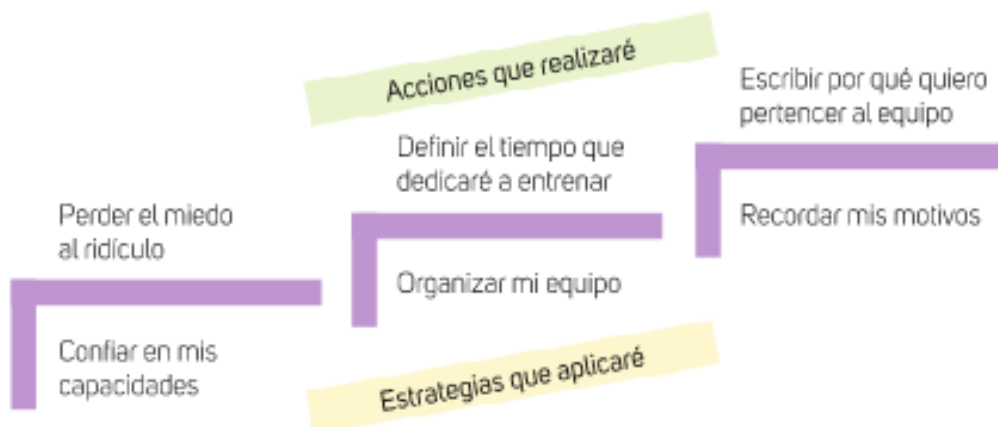 Acciones que realizaré
Perder el miedo
al ridículo
Definir el tiempo que
dedicaré a entrenar
Escribir por qué quiero
pertencer al equipo
Confiar en mis
capacidades
Organizar mi equipo
Recordar mis motivos
Estrategias que aplicaré